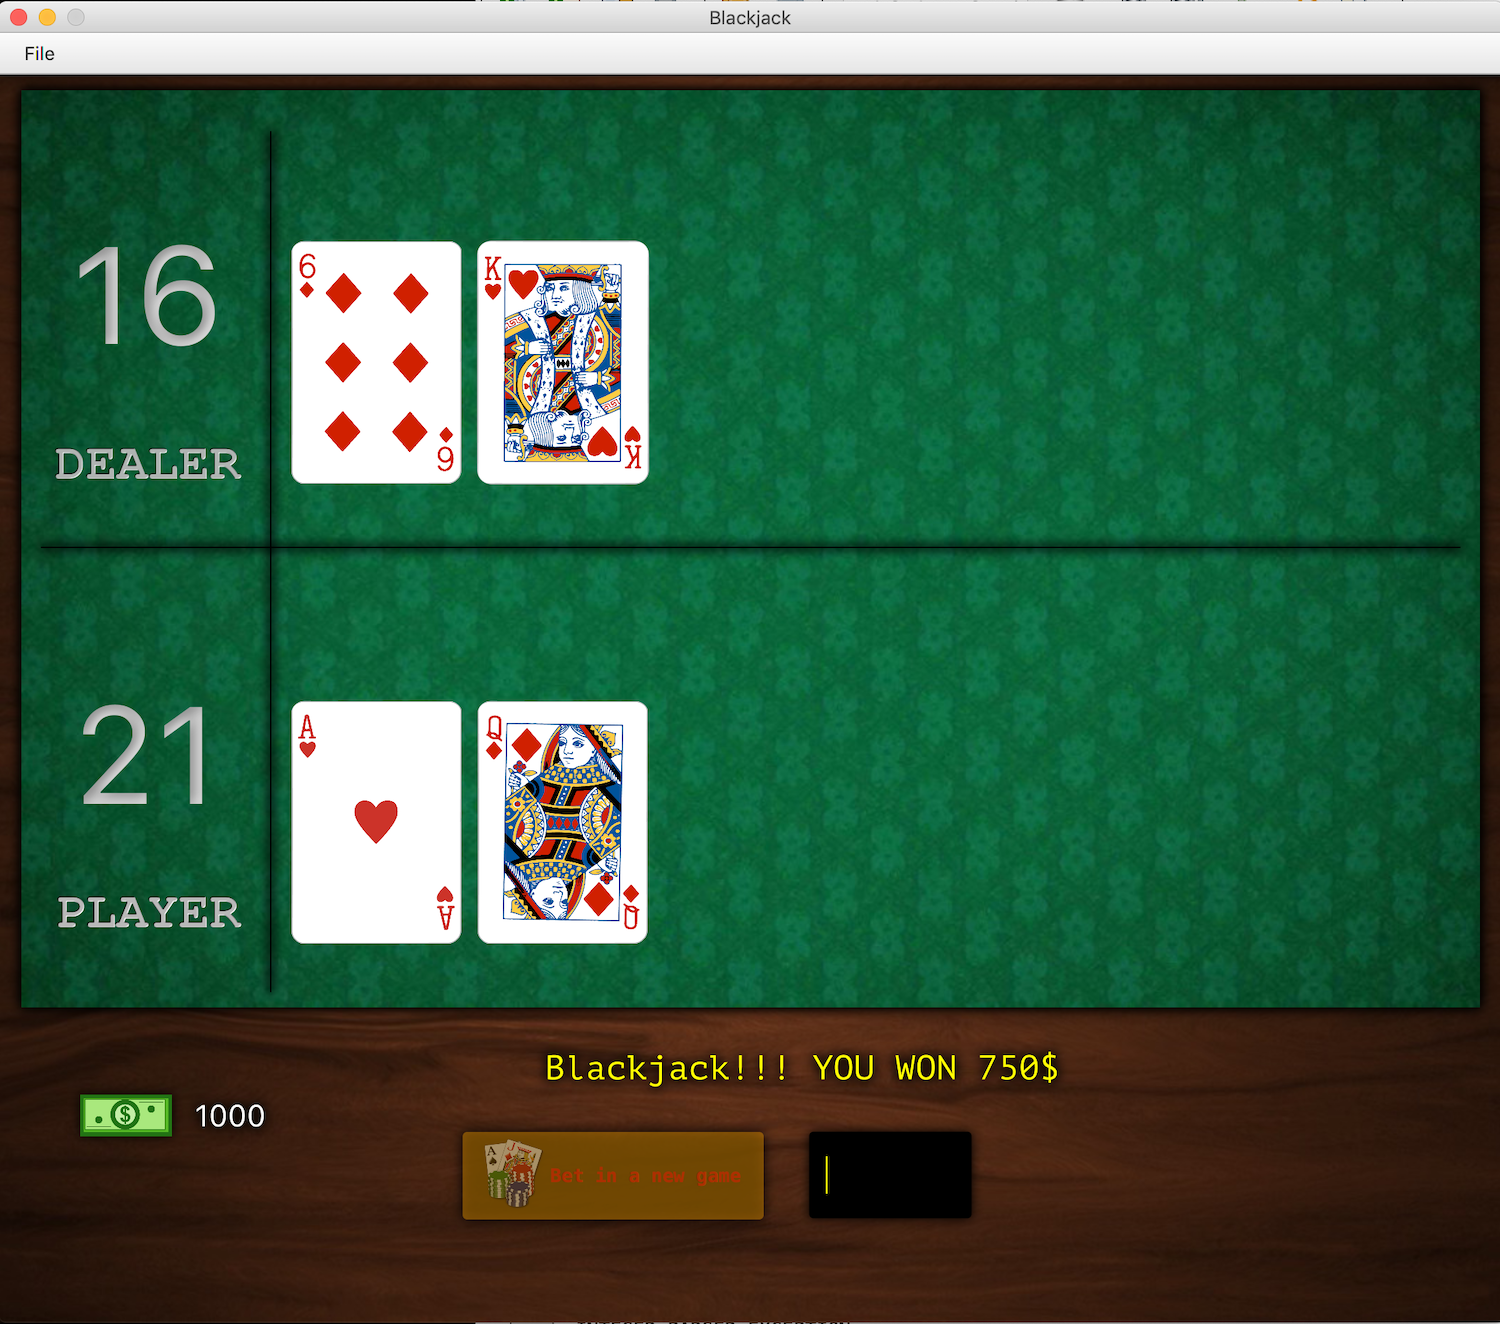 Blackjack
File
16
6
6
K
K
DEALER
21
A
A
Q
Q
PLAYER
Blackjack!!! YOU WON 750$
$ 1000
Bet in a new game